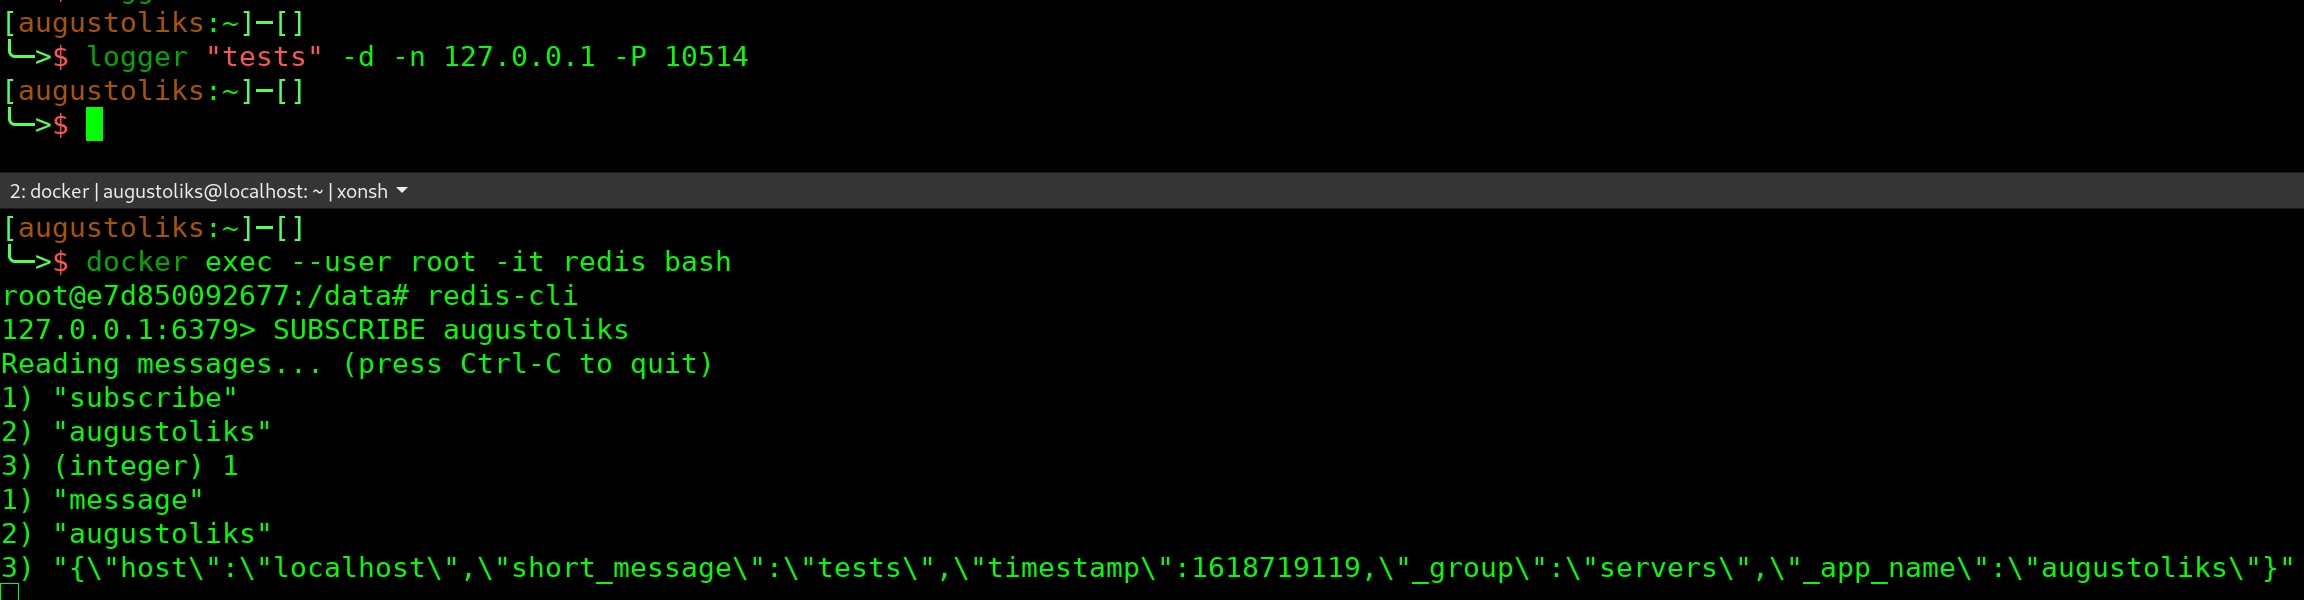 [augustoliks:~]─[]
╰─>$ logger "tests" -d -n 127.0.0.1 -P 10514
[augustoliks:~]─[]
╰─>$
2: docker | augustoliks@localhost: ~ | xonsh
[augustoliks:~]─[]
╰─>$ docker exec --user root -it redis bash
root@e7d850092677:/data# redis-cli
127.0.0.1:6379> SUBSCRIBE augustoliks
Reading messages... (press Ctrl-C to quit)
1) "subscribe"
2) "augustoliks"
3) (integer) 1
1) "message"
2) "augustoliks"
3) "{\"host\":\"localhost\",\"short_message\":\"tests\",\"timestamp\":1618719119,\"_group\":\"servers\",\"_app_name\":\"augustoliks\"}"